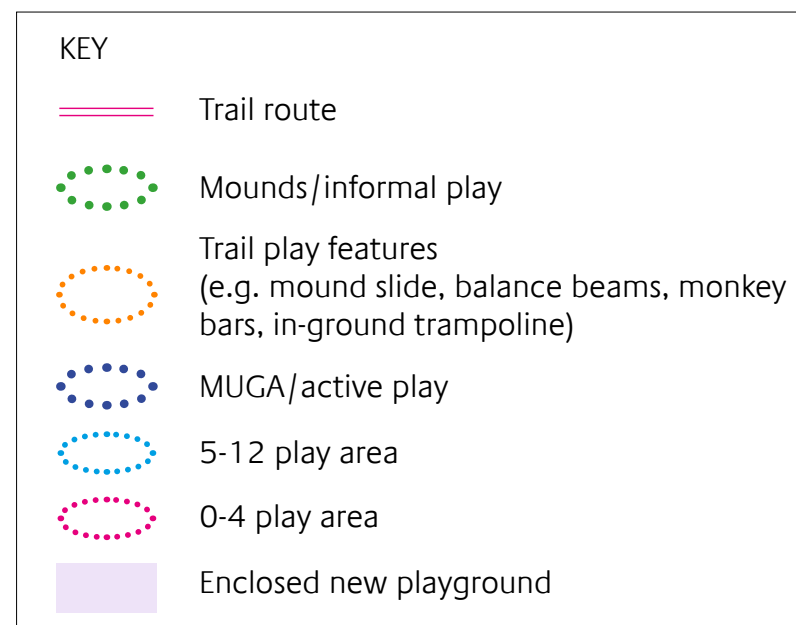 KEY
Trail route
Mounds/informal play
Trail play features
(e.g. mound slide, balance beams, monkey
bars, in-ground trampoline)
MUGA/active play
5-12 play area
0-4 play area
Enclosed new playground